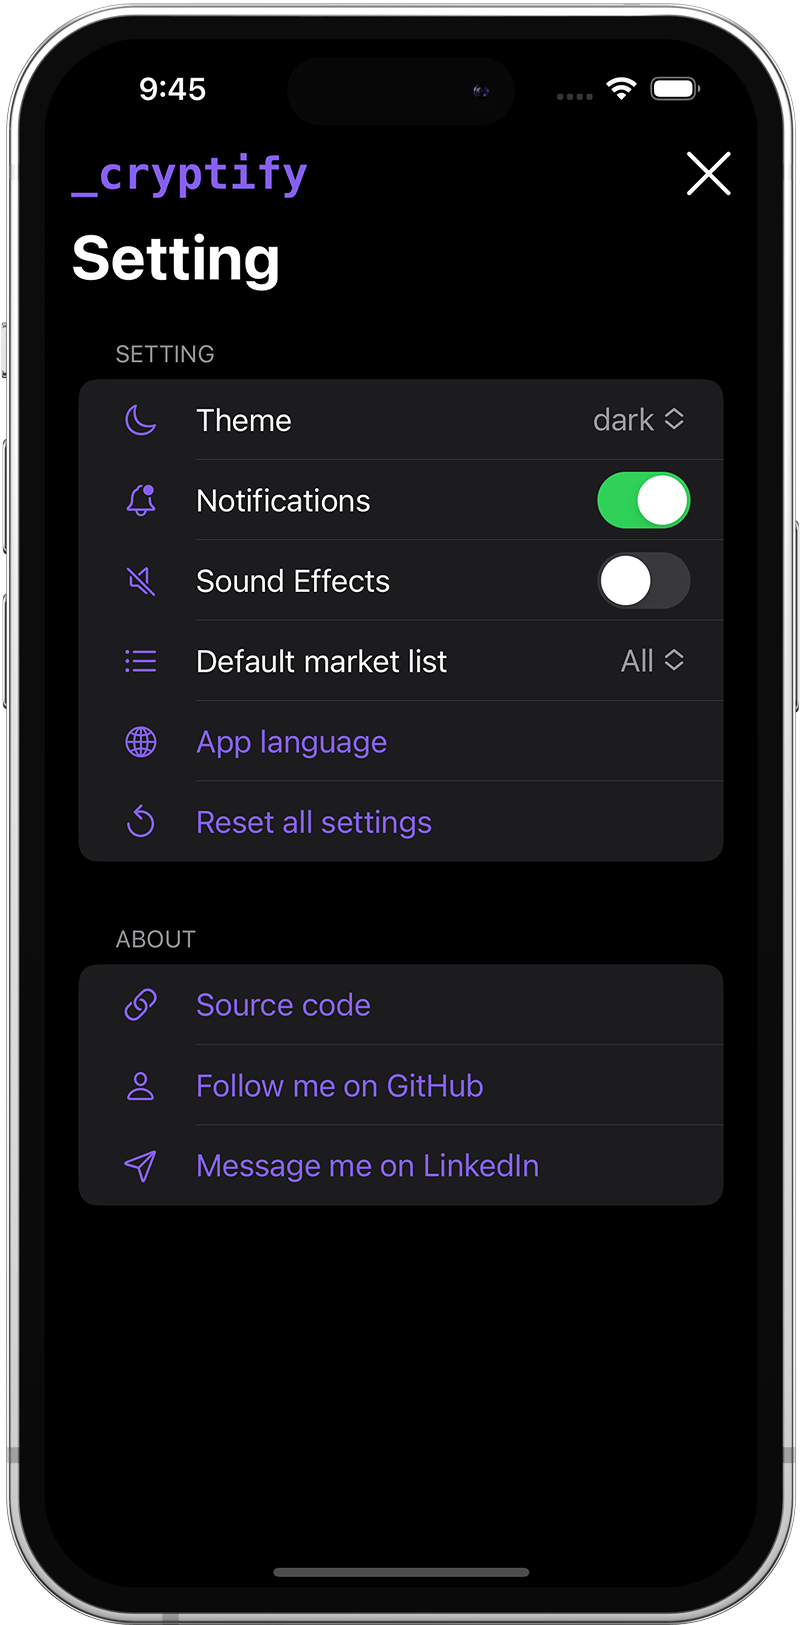 9:45
_cryptify
Setting
SETTING
Theme dark
Notifications
Sound Effects
Default market list All
App language
Reset all settings
ABOUT
Source code
Follow me on GitHub
Message me on LinkedIn